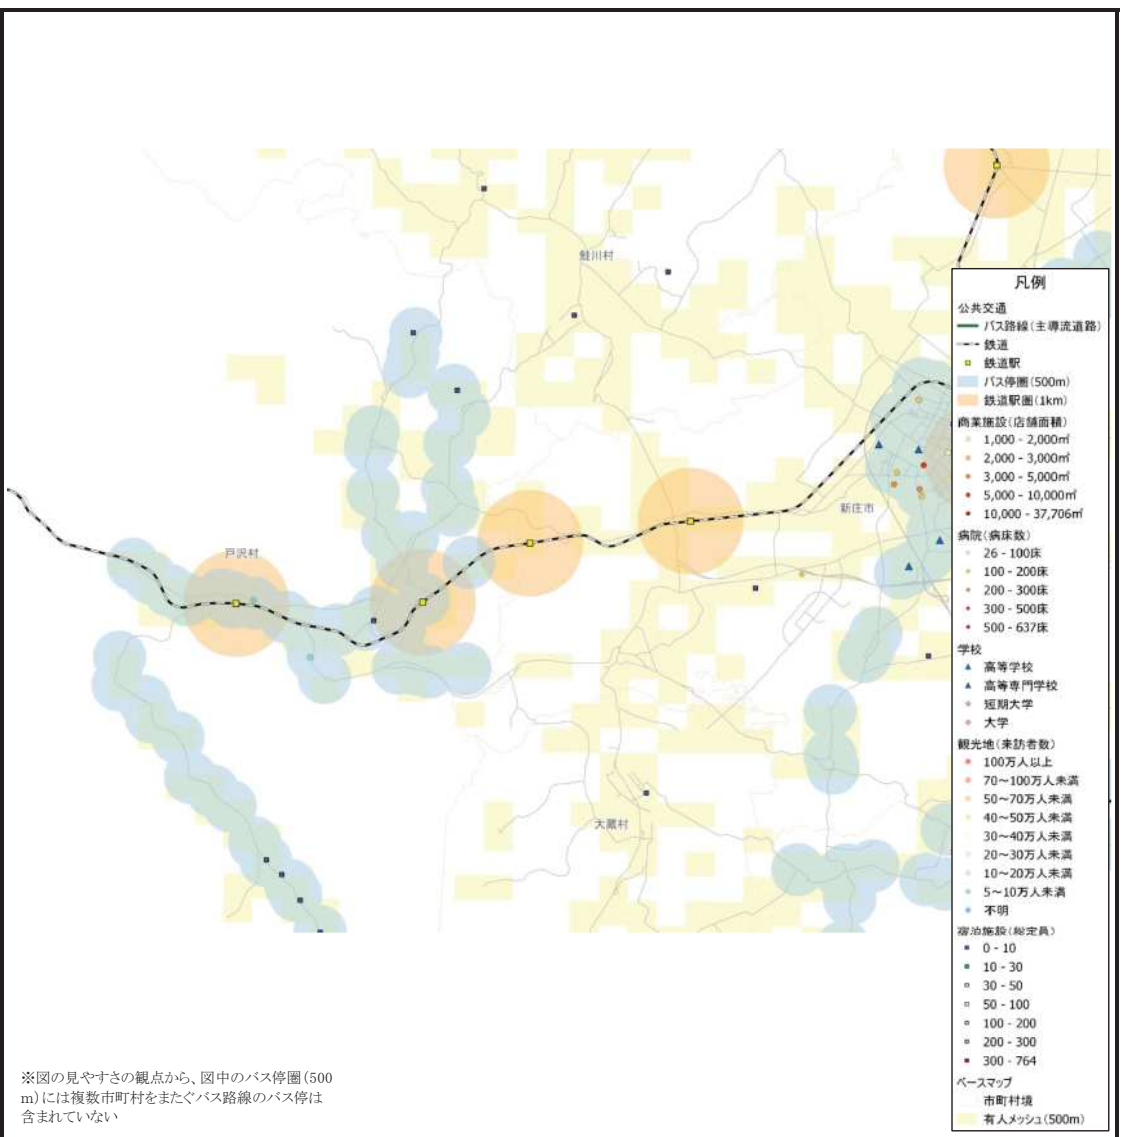 鮭川村
新庄市
戸沢村
大蔵村
凡例
公共交通
バス路線(主導流道路)
鉄道
鉄道駅
バス停圏(500m)
鉄道駅圏(1km)
商業施設(店舗面積)
1,000 - 2,000㎡
2,000 - 3,000㎡
3,000 - 5,000㎡
5,000 - 10,000㎡
10,000 - 37,706㎡
病院(病床数)
26 - 100床
100 - 200床
200 - 300床
300 - 500床
500 - 637床
学校
高等学校
高等専門学校
短期大学
大学
観光地(来訪者数)
100万人以上
70～100万人未満
50～70万人未満
40～50万人未満
30～40万人未満
20～30万人未満
10～20万人未満
5～10万人未満
不明
宿泊施設(総定員)
0 - 10
10 - 30
30 - 50
50 - 100
100 - 200
200 - 300
300 - 764
ベースマップ
市町村境
有人メッシュ(500m)
※図の見やすさの観点から、図中のバス停圏(500
m)には複数市町村をまたぐバス路線のバス停は
含まれていない